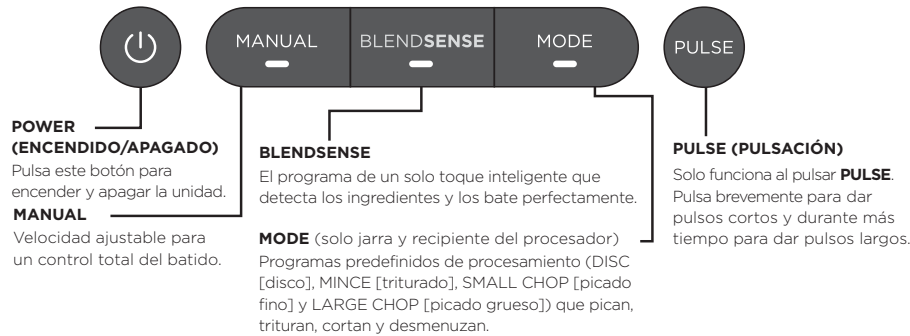 MANUAL
BLENDSENSE
MODE
PULSE
POWER
(ENCENDIDO/APAGADO)
Pulsa este botón para
encender y apagar la unidad.
MANUAL
Velocidad ajustable para
un control total del batido.
BLENDSENSE
El programa de un solo toque inteligente que
detecta los ingredientes y los bate perfectamente.
MODE (solo jarra y recipiente del procesador)
Programas predefinidos de procesamiento (DISC
[disco], MINCE [triturado], SMALL CHOP [picado
fino] y LARGE CHOP [picado grueso]) que pican,
trituran, cortan y desmenuzan.
PULSE (PULSACIÓN)
Solo funciona al pulsar PULSE.
Pulsa brevemente para dar
pulsos cortos y durante más
tiempo para dar pulsos largos.